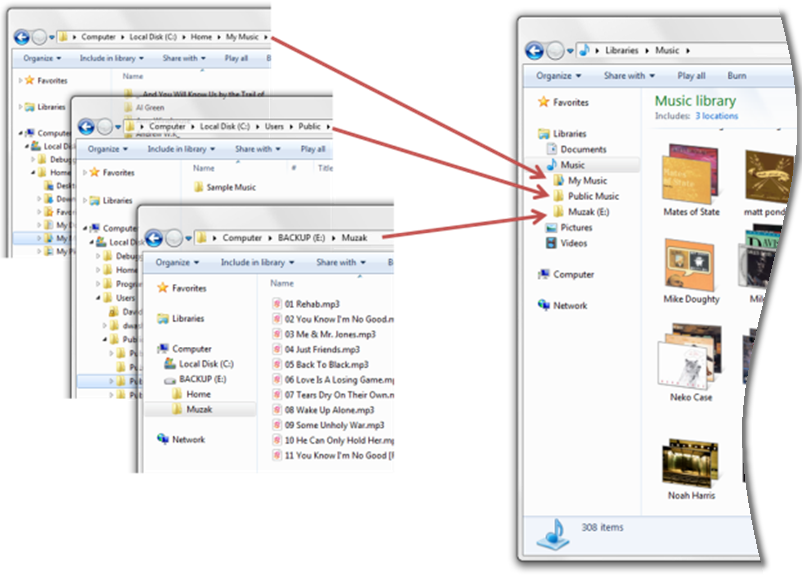 Computer Local Disk (C:) Home My Music
Organize Include in library Share with Play all
Name
Favorites
... And You Will Know Us by the Trail of
Al Green
Andrew W.K.
Libraries
Computer
Local Disk
Debug
Home
Desk
Down
Favo
My
My Pi
Computer Local Disk (C:) Users Public
Organize Include in library Share with Play all
Name # Title
Favorites
Sample Music
Libraries
Computer
Local Disk
Debug
Home
Program
Users
David
dwash
Publi
Pu
Pu
Pub
Pub
Computer BACKUP (E:) Muzak
Organize Include in library Share with B
Name
Favorites
Libraries
Computer
Local Disk (C:)
BACKUP (E:)
Home
Muzak
Network
01 Rehab.mp3
02 You Know I'm No Good.m
03 Me & Mr. Jones.mp3
04 Just Friends.mp3
05 Back To Black.mp3
06 Love Is A Losing Game.mp
07 Tears Dry On Their Own.m
08 Wake Up Alone.mp3
09 Some Unholy War.mp3
10 He Can Only Hold Her.mp
11 You Know I'm No Good [
Libraries Music
Organize Share with Play all Burn
Favorites
Libraries
Documents
Music
My Music
Public Music
Muzak (E:)
Pictures
Videos
Computer
Network
Music library
Includes: 3 locations
Mates of State matt pond
Mike Doughty Mil
Neko Case
Noah Harris
308 items